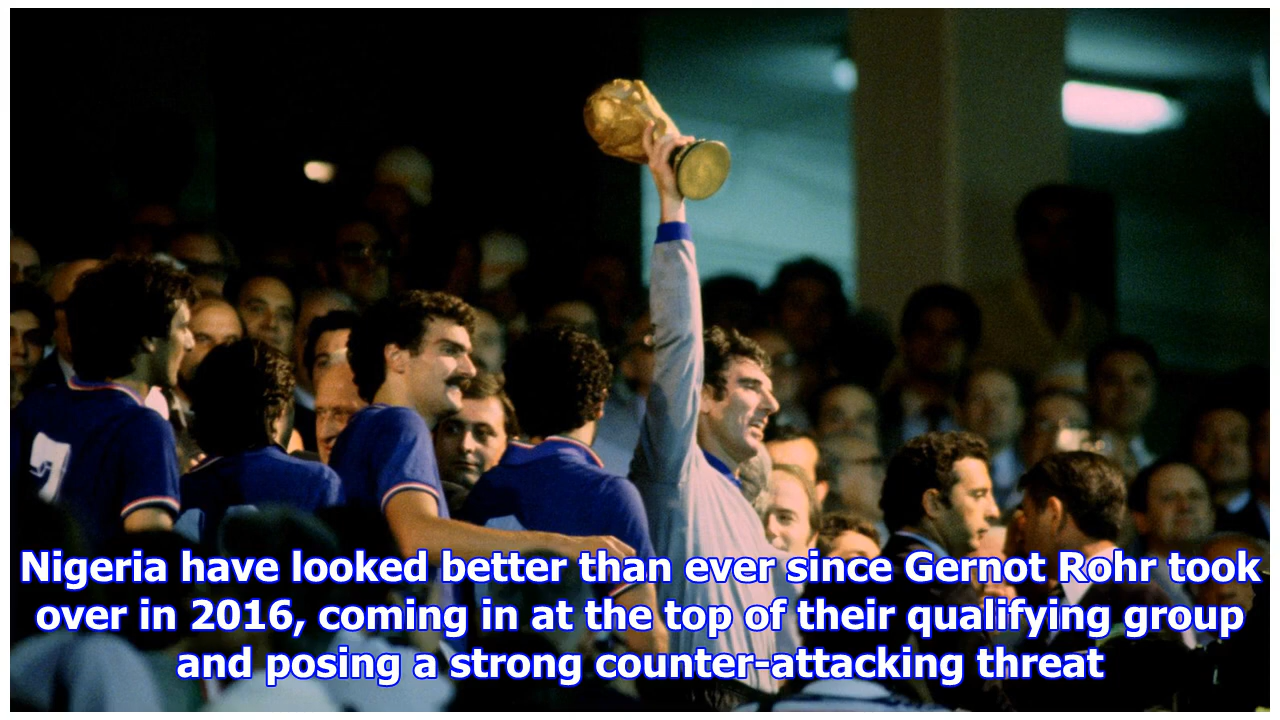 7
Nigeria have looked better than ever since Gernot Rohr took
over in 2016, coming in at the top of their qualifying group
and posing a strong counter-attacking threat